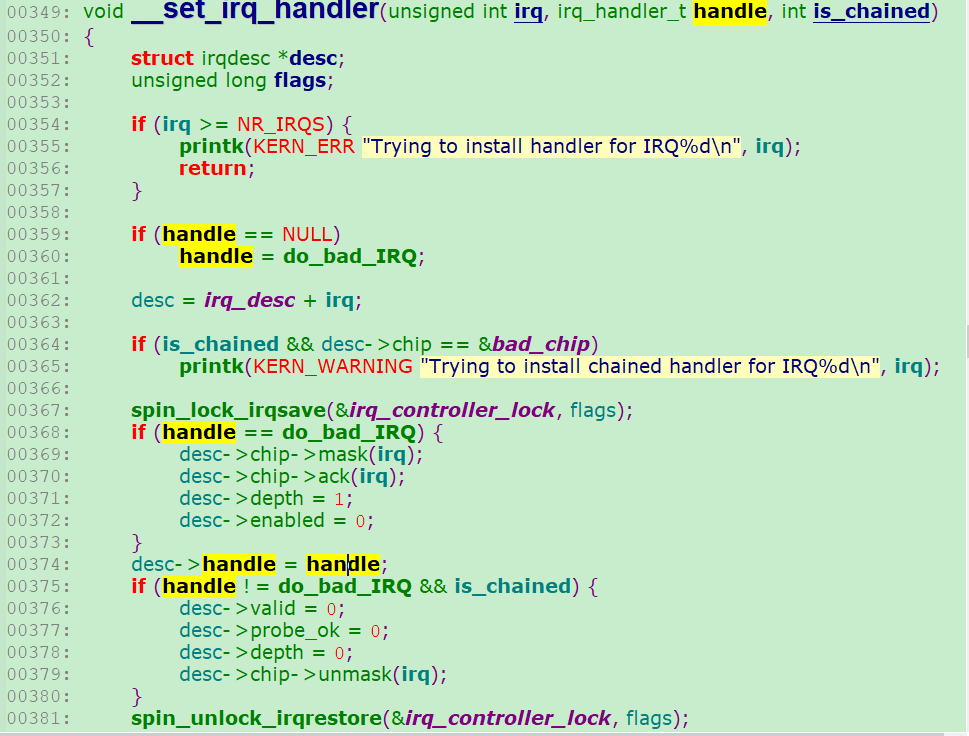 00349: void __set_irq_handler(unsigned int irq, irq_handler_t handle, int is_chained)
00350: {
00351: struct irqdesc *desc;
00352: unsigned long flags;
00353:
00354: if (irq >= NR_IRQS) {
00355: printk(KERN_ERR "Trying to install handler for IRQ%d\n", irq);
00356: return;
00357: }
00358:
00359: if (handle == NULL)
00360: handle = do_bad_IRQ;
00361:
00362: desc = irq_desc + irq;
00363:
00364: if (is_chained && desc->chip == &bad_chip)
00365: printk(KERN_WARNING "Trying to install chained handler for IRQ%d\n", irq);
00366:
00367: spin_lock_irqsave(&irq_controller_lock, flags);
00368: if (handle == do_bad_IRQ) {
00369: desc->chip->mask(irq);
00370: desc->chip->ack(irq);
00371: desc->depth = 1;
00372: desc->enabled = 0;
00373: }
00374: desc->handle = handle;
00375: if (handle != do_bad_IRQ && is_chained) {
00376: desc->valid = 0;
00377: desc->probe_ok = 0;
00378: desc->depth = 0;
00379: desc->chip->unmask(irq);
00380: }
00381: spin_unlock_irqrestore(&irq_controller_lock, flags);